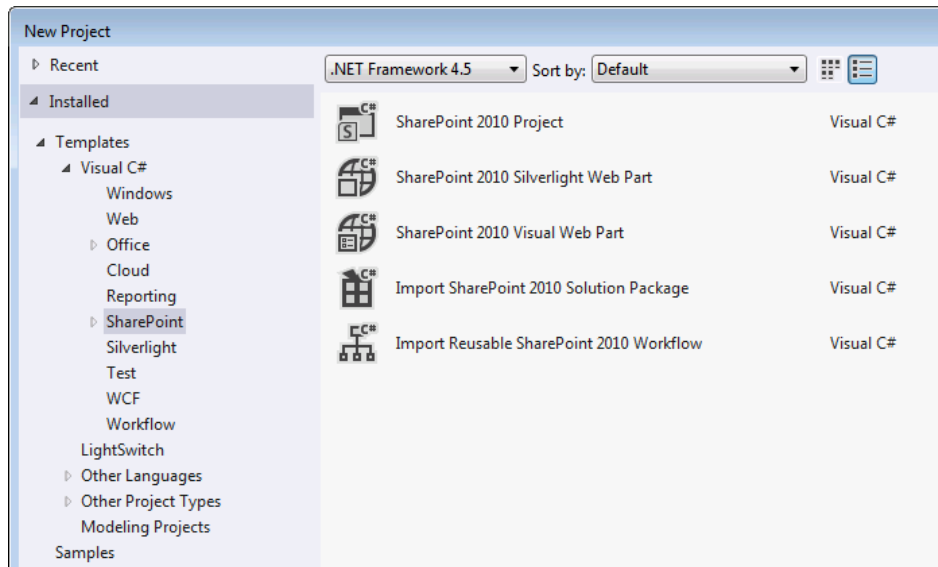 New Project
Recent
Installed
Templates
Visual C#
Windows
Web
Office
Cloud
Reporting
SharePoint
Silverlight
Test
WCF
Workflow
LightSwitch
Other Languages
Other Project Types
Modeling Projects
Samples
.NET Framework 4.5 Sort by: Default
C# S SharePoint 2010 Project Visual C#
C# SharePoint 2010 Silverlight Web Part Visual C#
C# SharePoint 2010 Visual Web Part Visual C#
C# Import SharePoint 2010 Solution Package Visual C#
C# Import Reusable SharePoint 2010 Workflow Visual C#